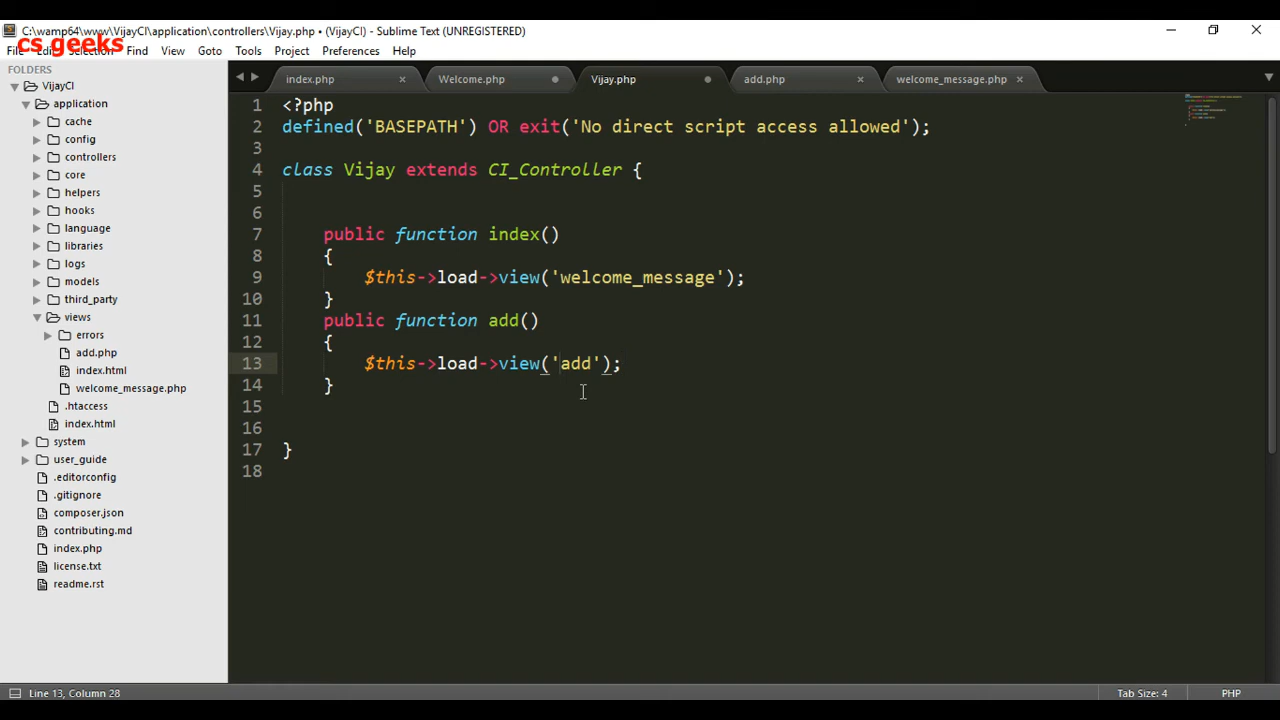 C:\wamp64\www\VijayCI\application\controllers\Vijay.php • (VijayCI) - Sublime Text (UNREGISTERED)
cs geeks
File Edit Selection Find View Goto Tools Project Preferences Help
FOLDERS
VijayCI
application
cache
config
controllers
core
helpers
hooks
language
libraries
logs
models
third_party
views
errors
add.php
index.html
welcome_message.php
.htaccess
index.html
system
user_guide
.editorconfig
.gitignore
composer.json
contributing.md
index.php
license.txt
readme.rst
index.php Welcome.php Vijay.php add.php welcome_message.php
1 <?php
2 defined('BASEPATH') OR exit('No direct script access allowed');
3
4 class Vijay extends CI_Controller {
5
6
7 public function index()
8 {
9 $this->load->view('welcome_message');
10 }
11 public function add()
12 {
13 $this->load->view('add');
14 }
15
16
17 }
18
Line 13, Column 28 Tab Size: 4 PHP